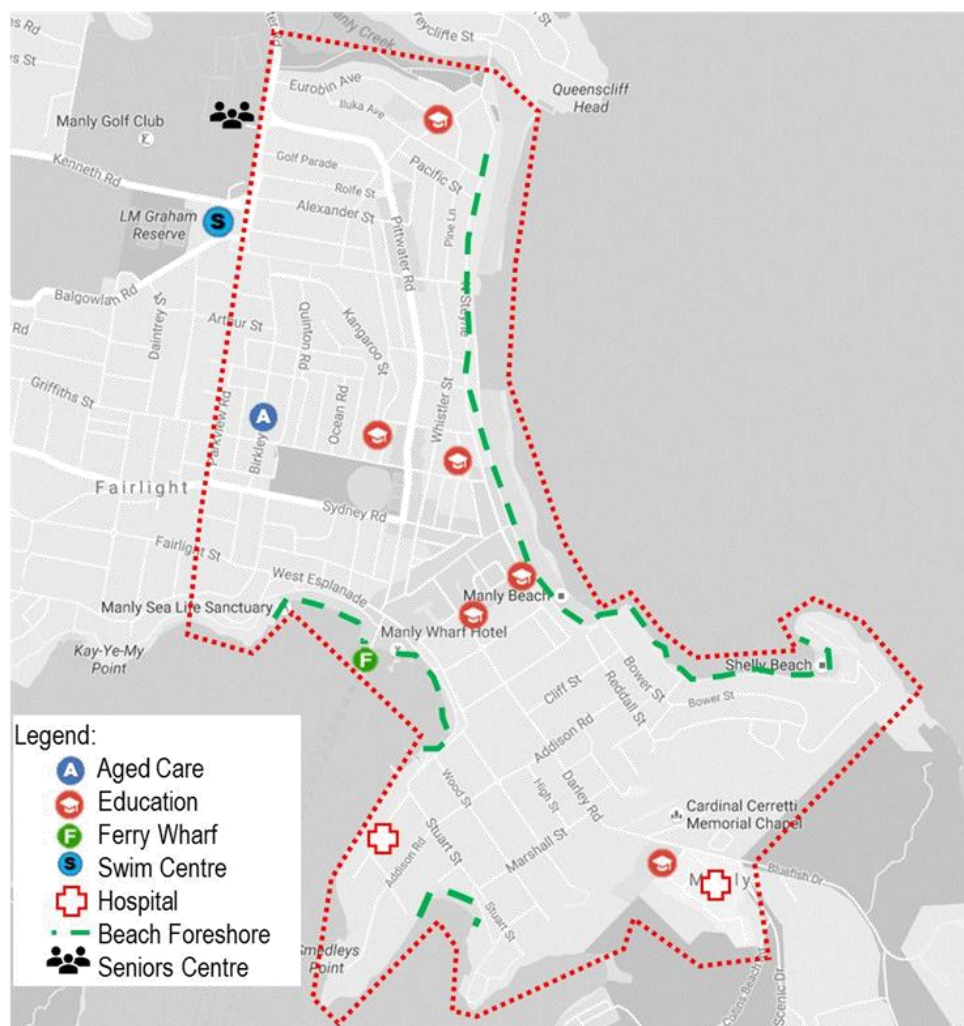 Manly Creek
Eurobin Ave
Iluka Ave
Queenscliff
Head
Manly Golf Club
Golf Parade
Pacific St
Kenneth Rd
Rolfe St
Alexander St
Pine Ln
Pittwater Rd
LM Graham
Reserve
S
Balgowlah Rd
Daintrey S
Arthur St
Quinton Rd
Kangaroo St
Steyne
Rd
Griffiths St
Parkview Rd
A
Birkley
Ocean Rd
Whistler St
Fairlight
Sydney Rd
Fairlight St
West Esplanade
Manly Beach
Manly Sea Life Sanctuary
Kay-Ye-My
Point
Manly Wharf Hotel
F
Shelly Beach
Cliff St
Bower St
Reddall St
Bower St
Addison Rd
Wood St
High St
Darley Rd
Cardinal Cerretti
Memorial Chapel
Stuart St
Marshall St
Addison Rd
Bluefish Dr
Stuart St
Smedleys
Point
Collins Beach
Scenic Dr
Legend:
A Aged Care
Education
F Ferry Wharf
S Swim Centre
Hospital
Beach Foreshore
Seniors Centre